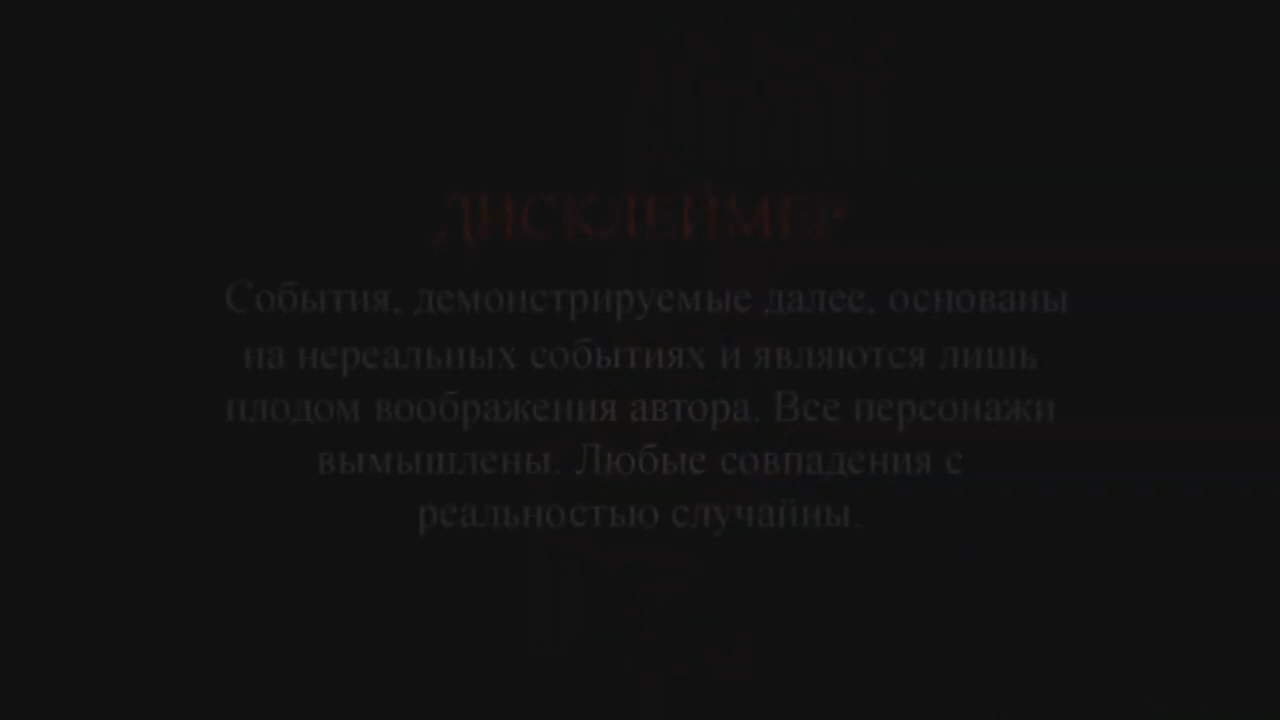 ДИСКЛЕЙМЕР
События, демонстрируемые далее, основаны
на нереальных событиях и являются лишь
плодом воображения автора. Все персонажи
вымышлены. Любые совпадения с
реальностью случайны.